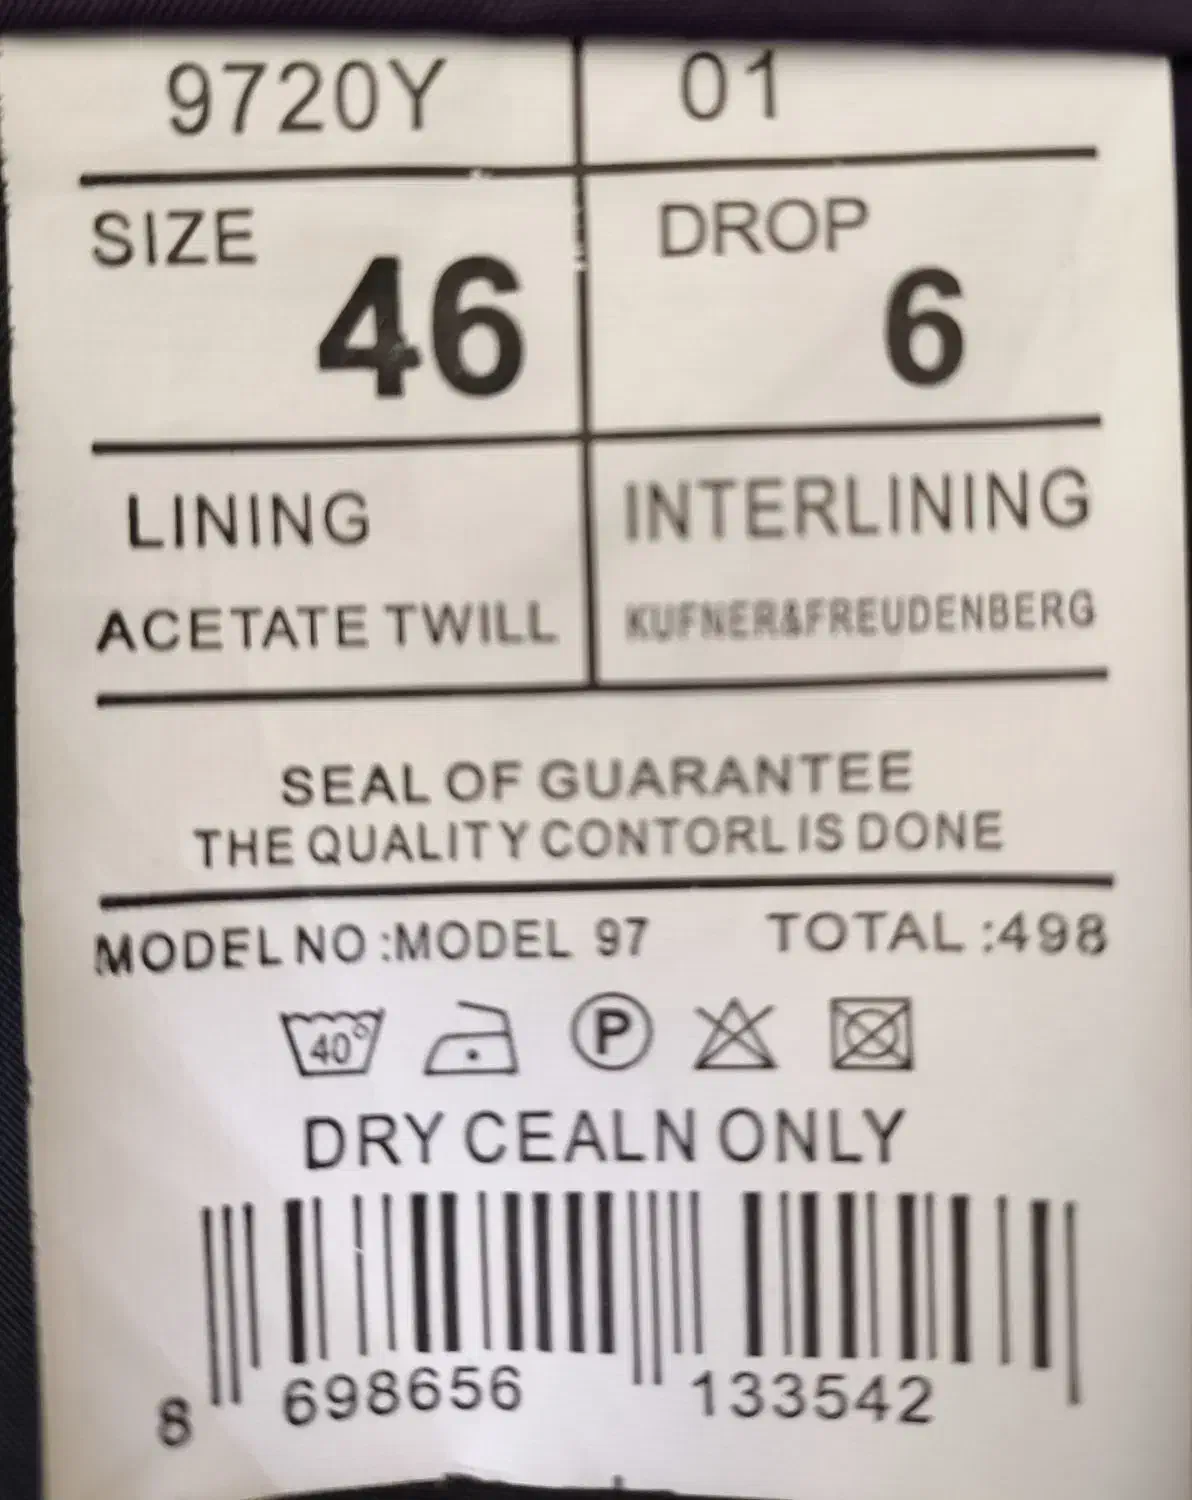 9720Y 01
SIZE DROP
46 6
LINING INTERLINING
ACETATE TWILL KUFNER&FREUDENBERG
SEAL OF GUARANTEE
THE QUALITY CONTORL IS DONE
MODEL NO :MODEL 97 TOTAL :498
40° P
DRY CEALN ONLY
8 698656 133542